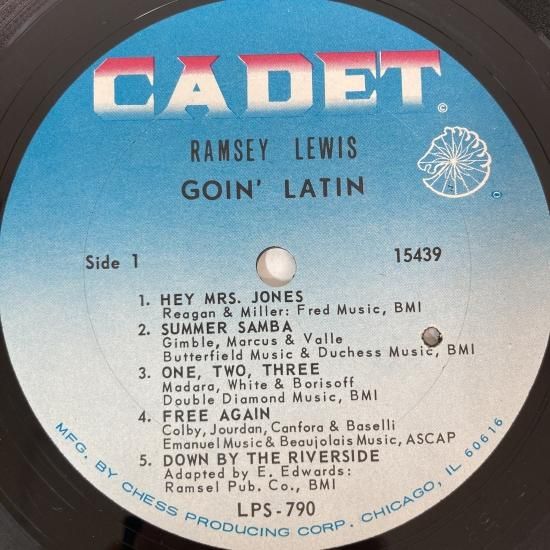 CADET
©
RAMSEY LEWIS
GOIN' LATIN
Side 1
15439
1. HEY MRS. JONES
Reagan & Miller: Fred Music, BMI
2. SUMMER SAMBA
Gimble, Marcus & Valle
Butterfield Music & Duchess Music, BMI
3. ONE, TWO, THREE
Madara, White & Borisoff
Double Diamond Music, BMI
4. FREE AGAIN
Colby, Jourdan, Canfora & Baselli
Emanuel Music & Beaujolais Music, ASCAP
5. DOWN BY THE RIVERSIDE
Adapted by E. Edwards:
Ramsel Pub. Co., BMI
LPS-790
MFG. BY CHESS PRODUCING CORP. CHICAGO, IL 60616